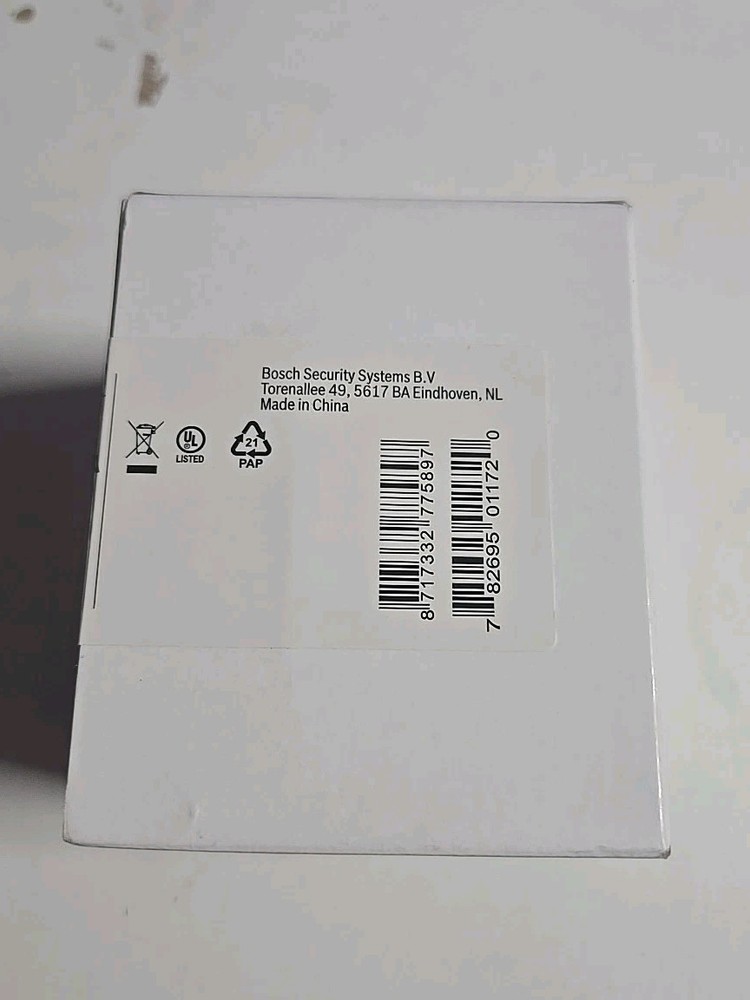 Bosch Security Systems B.V
Torenallee 49, 5617 BA Eindhoven, NL
Made in China
UL
®
LISTED
21
PAP
8 717332 775897
7 82695 01172 0